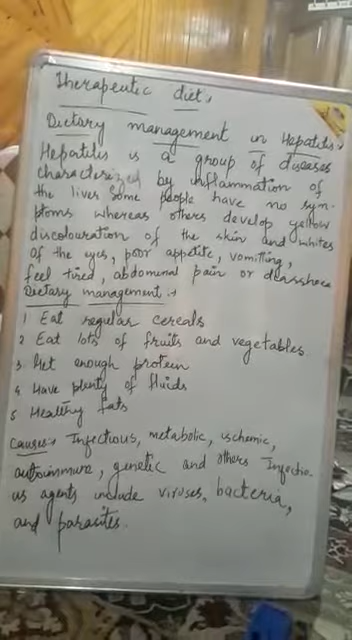 Therapeutic diet:
Dietary management in Hepatitis:
Hepatitis is a group of diseases
characterized by inflammation of
the liver Some people have no sym-
ptoms whereas others develop yellow
discolouration of the skin and whites
of the eyes, poor appetite, vomitting,
feel tired, abdominal pain or
Dietary management :-
1 Eat regular cereals
2 Eat lots of fruits and vegetables.
3. Get enough protein
4 Have plenty of fluids
5 Healthy fats
Causes: Infectious, metabolic, ischemic,
autoimmune, genetic and others Infectio-
us agents include viruses, bacteria,
and parasites.